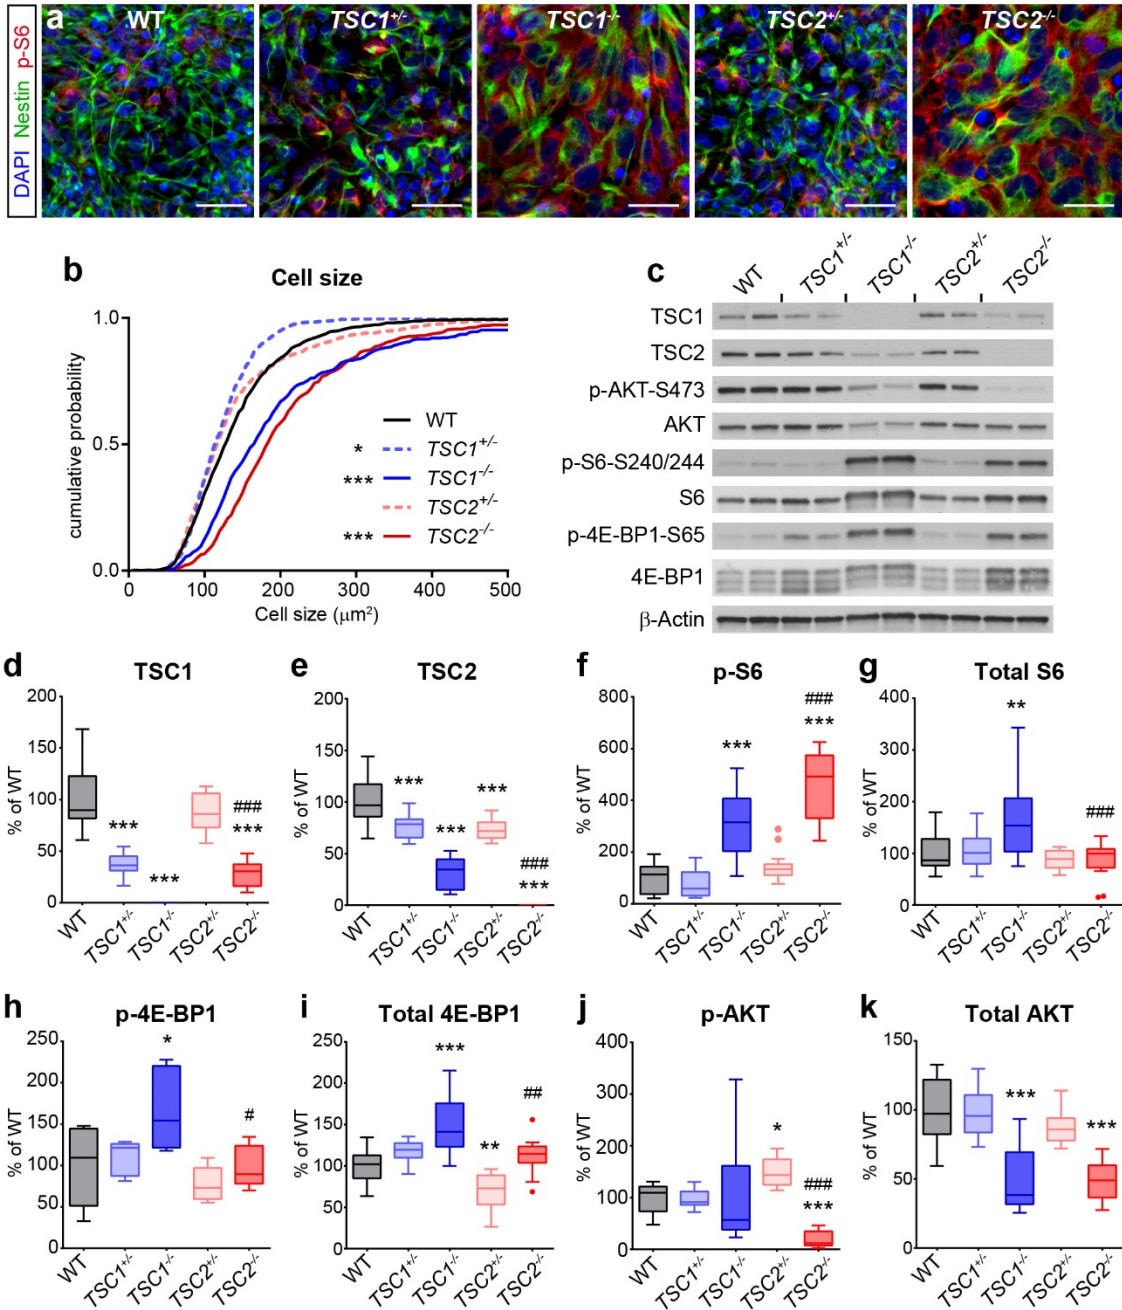 a
WT
TSC1+/-
TSC1-/-
TSC2+/-
TSC2-/-
DAPI Nestin p-S6
b
Cell size
1.0
0.5
0.0
cumulative probability
0 100 200 300 400 500
Cell size (μm²)
WT
* TSC1+/-
*** TSC1-/-
TSC2+/-
*** TSC2-/-
c
WT TSC1+/- TSC1-/- TSC2+/- TSC2-/-
TSC1
TSC2
p-AKT-S473
AKT
p-S6-S240/244
S6
p-4E-BP1-S65
4E-BP1
β-Actin
d
TSC1
% of WT
200
150
100
50
0
***
***
###
***
WT TSC1+/- TSC1-/- TSC2+/- TSC2-/-
e
TSC2
% of WT
200
150
100
50
0
***
***
***
###
***
WT TSC1+/- TSC1-/- TSC2+/- TSC2-/-
f
p-S6
% of WT
800
600
400
200
0
***
###
***
WT TSC1+/- TSC1-/- TSC2+/- TSC2-/-
g
Total S6
% of WT
400
300
200
100
0
**
###
WT TSC1+/- TSC1-/- TSC2+/- TSC2-/-
h
p-4E-BP1
% of WT
250
200
150
100
50
0
*
#
WT TSC1+/- TSC1-/- TSC2+/- TSC2-/-
i
Total 4E-BP1
% of WT
250
200
150
100
50
0
***
**
##
WT TSC1+/- TSC1-/- TSC2+/- TSC2-/-
j
p-AKT
% of WT
400
300
200
100
0
*
###
***
WT TSC1+/- TSC1-/- TSC2+/- TSC2-/-
k
Total AKT
% of WT
150
100
50
0
***
***
WT TSC1+/- TSC1-/- TSC2+/- TSC2-/-